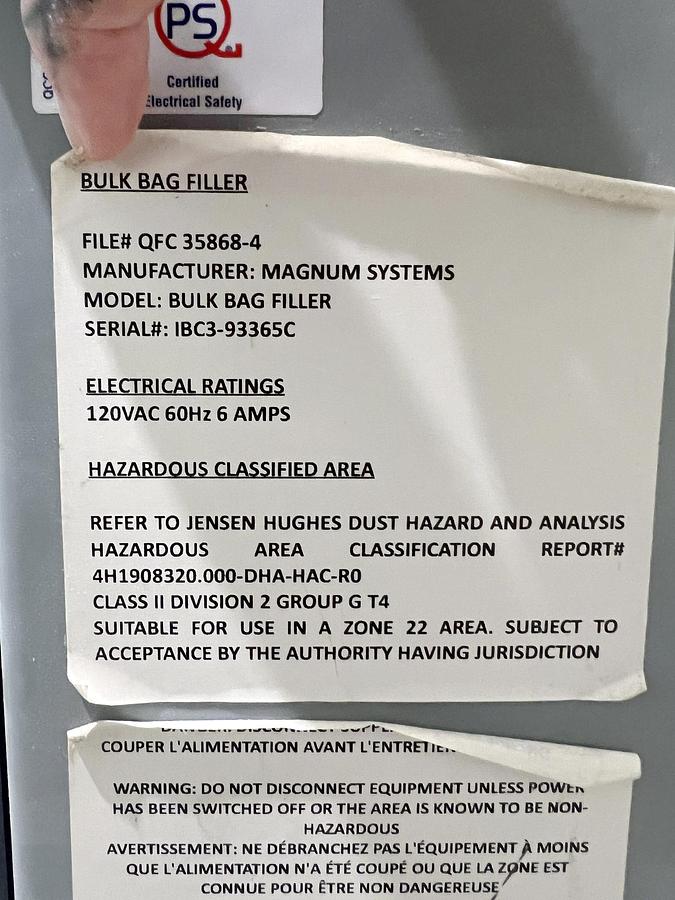 PS
Certified
Electrical Safety
BULK BAG FILLER
FILE# QFC 35868-4
MANUFACTURER: MAGNUM SYSTEMS
MODEL: BULK BAG FILLER
SERIAL#: IBC3-93365C
ELECTRICAL RATINGS
120VAC 60Hz 6 AMPS
HAZARDOUS CLASSIFIED AREA
REFER TO JENSEN HUGHES DUST HAZARD AND ANALYSIS
HAZARDOUS AREA CLASSIFICATION REPORT#
4H1908320.000-DHA-HAC-R0
CLASS II DIVISION 2 GROUP G T4
SUITABLE FOR USE IN A ZONE 22 AREA. SUBJECT TO
ACCEPTANCE BY THE AUTHORITY HAVING JURISDICTION
DANGER: DISCONNECT
COUPER L'ALIMENTATION AVANT L'ENTRETIEN
WARNING: DO NOT DISCONNECT EQUIPMENT UNLESS POWER
HAS BEEN SWITCHED OFF OR THE AREA IS KNOWN TO BE NON-
HAZARDOUS
AVERTISSEMENT: NE DÉBRANCHEZ PAS L'ÉQUIPEMENT À MOINS
QUE L'ALIMENTATION N'A ÉTÉ COUPÉ OU QUE LA ZONE EST
CONNUE POUR ÊTRE NON DANGEREUSE